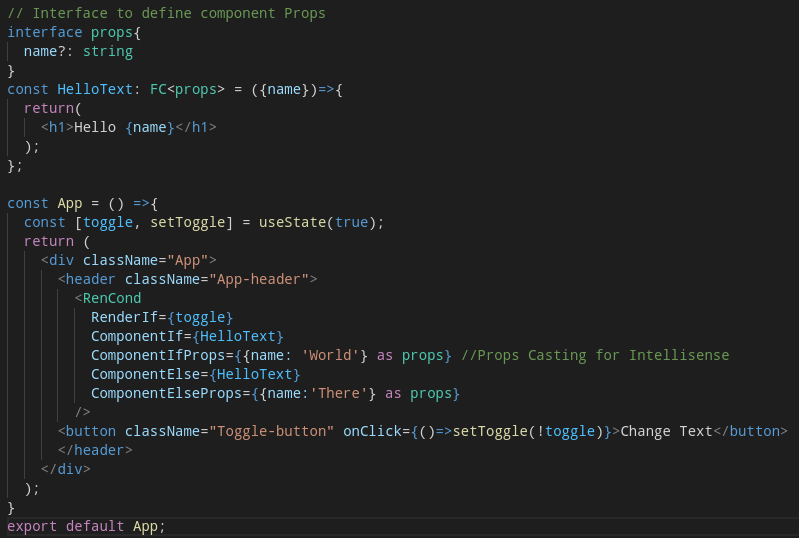 // Interface to define component Props
interface props{
  name?: string
}
const HelloText: FC<props> = ({name})=>{
  return(
    <h1>Hello {name}</h1>
  );
};

const App = () =>{
  const [toggle, setToggle] = useState(true);
  return (
    <div className="App">
      <header className="App-header">
        <RenCond
          RenderIf={toggle}
          ComponentIf={HelloText}
          ComponentIfProps={{name: 'World'} as props} //Props Casting for Intellisense
          ComponentElse={HelloText}
          ComponentElseProps={{name:'There'} as props}
        />
      <button className="Toggle-button" onClick={()=>setToggle(!toggle)}>Change Text</button>
      </header>
    </div>
  );
}
export default App;